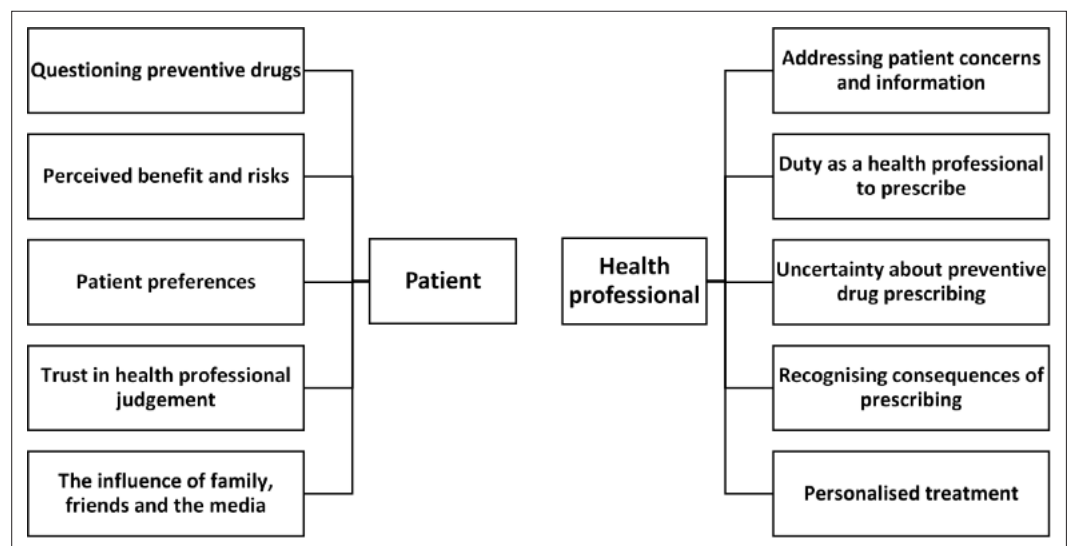 Questioning preventive drugs
Perceived benefit and risks
Patient preferences
Trust in health professional
judgement
The influence of family,
friends and the media
Patient
Health
professional
Addressing patient concerns
and information
Duty as a health professional
to prescribe
Uncertainty about preventive
drug prescribing
Recognising consequences of
prescribing
Personalised treatment